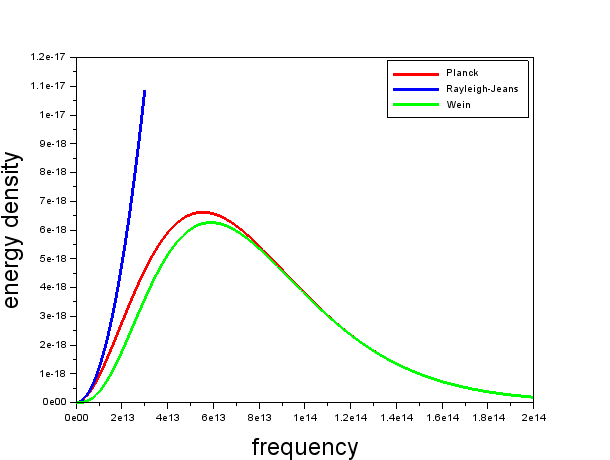 1.2e-17
1.1e-17
1e-17
9e-18
8e-18
7e-18
6e-18
5e-18
4e-18
3e-18
2e-18
1e-18
0e00
energy density
Planck
Rayleigh-Jeans
Wein
0e00 2e13 4e13 6e13 8e13 1e14 1.2e14 1.4e14 1.6e14 1.8e14 2e14
frequency